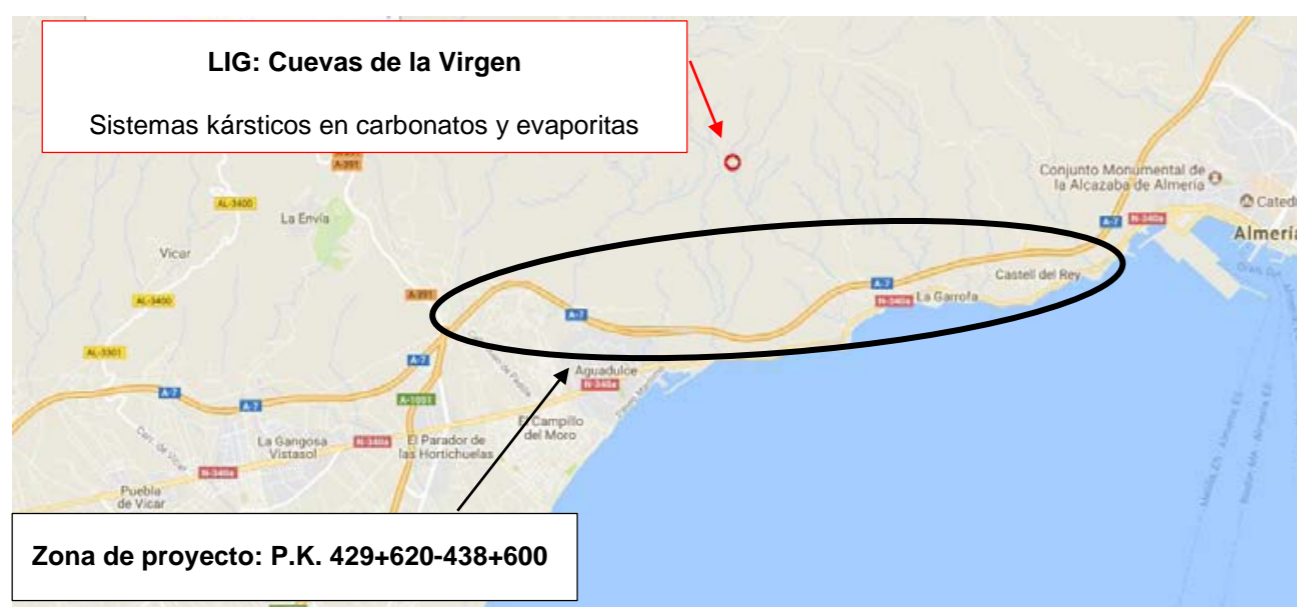 LIG: Cuevas de la Virgen
Sistemas kársticos en carbonatos y evaporitas
A-391
A-391
AL-3400
La Envía
Vicar
AL-3400
A-391
AL-3301
A-7
A-7
A-7
A-7
A-1051
La Gangosa
Vistasol
N-340a
El Parador de
las Hortichuelas
N-340a
Puebla
de Vicar
Aguadulce
N-340a
El Campillo
del Moro
A-7
N-340a
La Garrofa
Castell del Rey
Conjunto Monumental de
la Alcazaba de Almería
A-7
N-340a
Almería
Zona de proyecto: P.K. 429+620-438+600